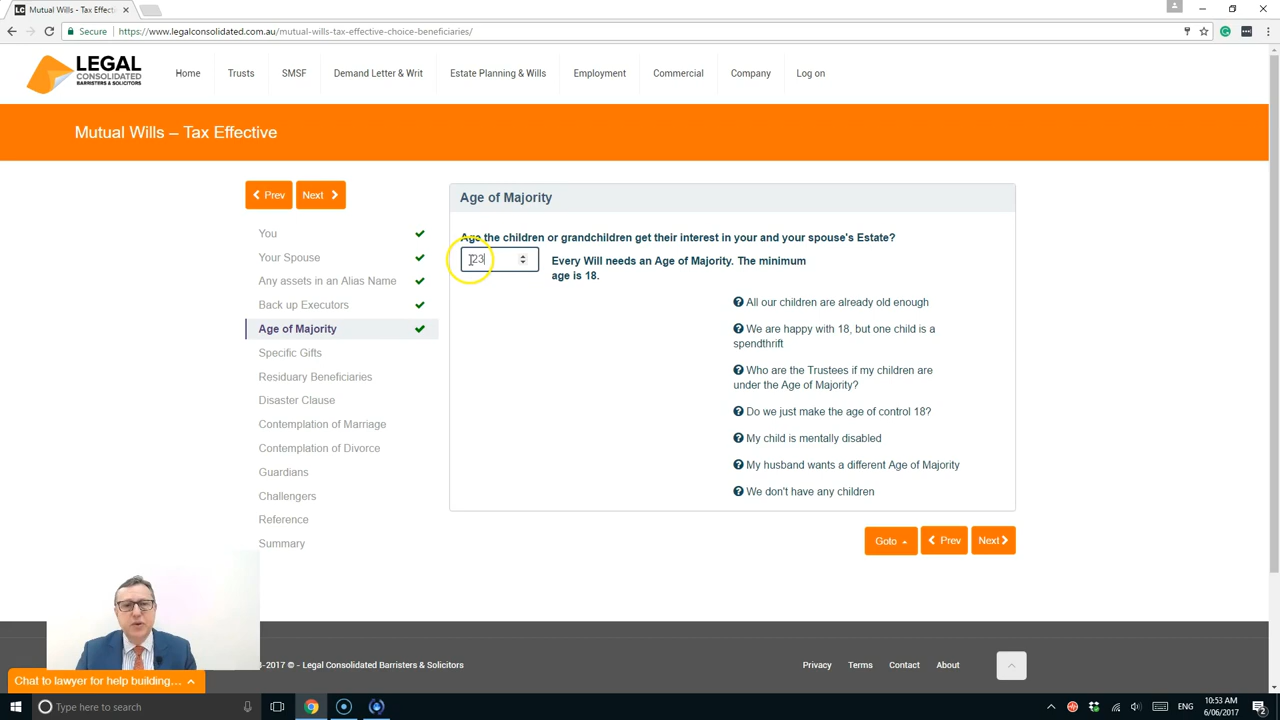 Mutual Wills - Tax Effecti
Secure
https://www.legalconsolidated.com.au/mutual-wills-tax-effective-choice-beneficiaries/
LEGAL
CONSOLIDATED
BARRISTERS & SOLICITORS
Home
Trusts
SMSF
Demand Letter & Writ
Estate Planning & Wills
Employment
Commercial
Company
Log on
Mutual Wills – Tax Effective
Prev
Next
You
Your Spouse
Any assets in an Alias Name
Back up Executors
Age of Majority
Specific Gifts
Residuary Beneficiaries
Disaster Clause
Contemplation of Marriage
Contemplation of Divorce
Guardians
Challengers
Reference
Summary
Age of Majority
Age the children or grandchildren get their interest in your and your spouse's Estate?
23
Every Will needs an Age of Majority. The minimum
age is 18.
All our children are already old enough
We are happy with 18, but one child is a
spendthrift
Who are the Trustees if my children are
under the Age of Majority?
Do we just make the age of control 18?
My child is mentally disabled
My husband wants a different Age of Majority
We don't have any children
Goto
Prev
Next
-2017 © - Legal Consolidated Barristers & Solicitors
Privacy
Terms
Contact
About
Chat to lawyer for help building…
Type here to search
ENG
10:53 AM
6/06/2017
2